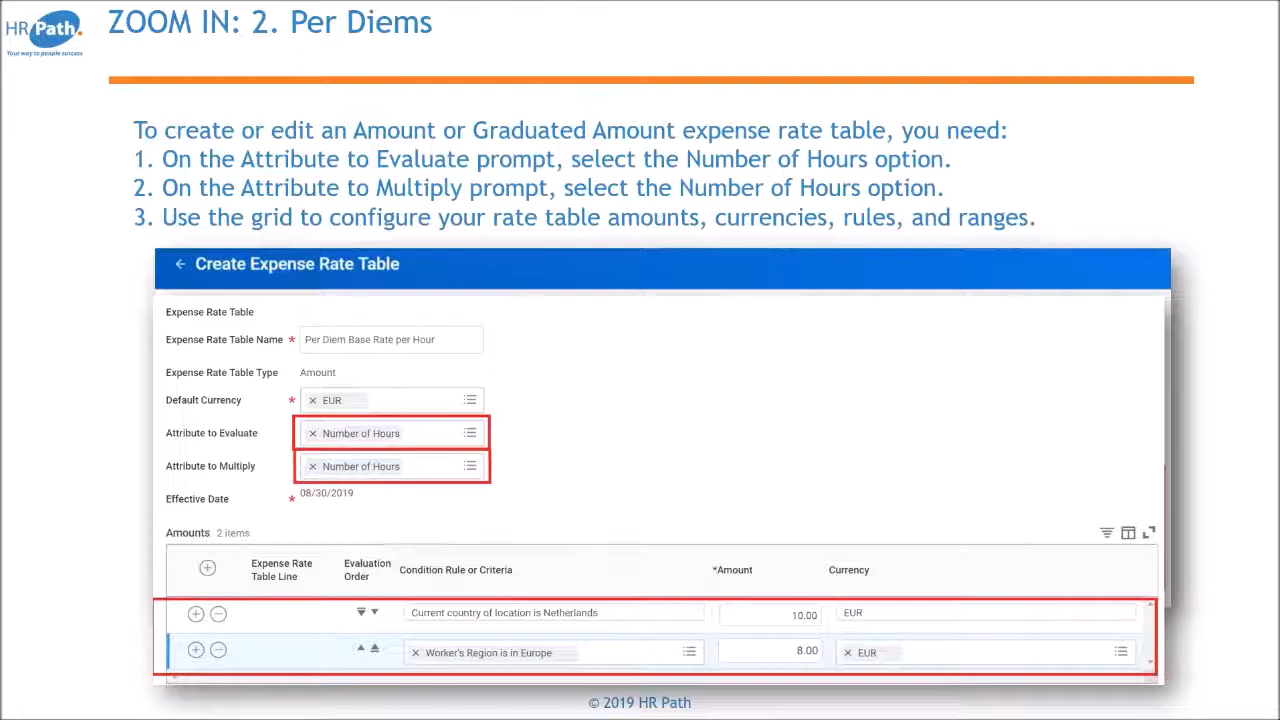 HR Path.
Your way to people success
ZOOM IN: 2. Per Diems
To create or edit an Amount or Graduated Amount expense rate table, you need:
1. On the Attribute to Evaluate prompt, select the Number of Hours option.
2. On the Attribute to Multiply prompt, select the Number of Hours option.
3. Use the grid to configure your rate table amounts, currencies, rules, and ranges.
← Create Expense Rate Table
Expense Rate Table
Expense Rate Table Name * Per Diem Base Rate per Hour
Expense Rate Table Type Amount
Default Currency * × EUR
Attribute to Evaluate × Number of Hours
Attribute to Multiply × Number of Hours
Effective Date * 08/30/2019
Amounts 2 items
Expense Rate Table Line Evaluation Order Condition Rule or Criteria *Amount Currency
Current country of location is Netherlands 10.00 EUR
× Worker's Region is in Europe 8.00 × EUR
© 2019 HR Path